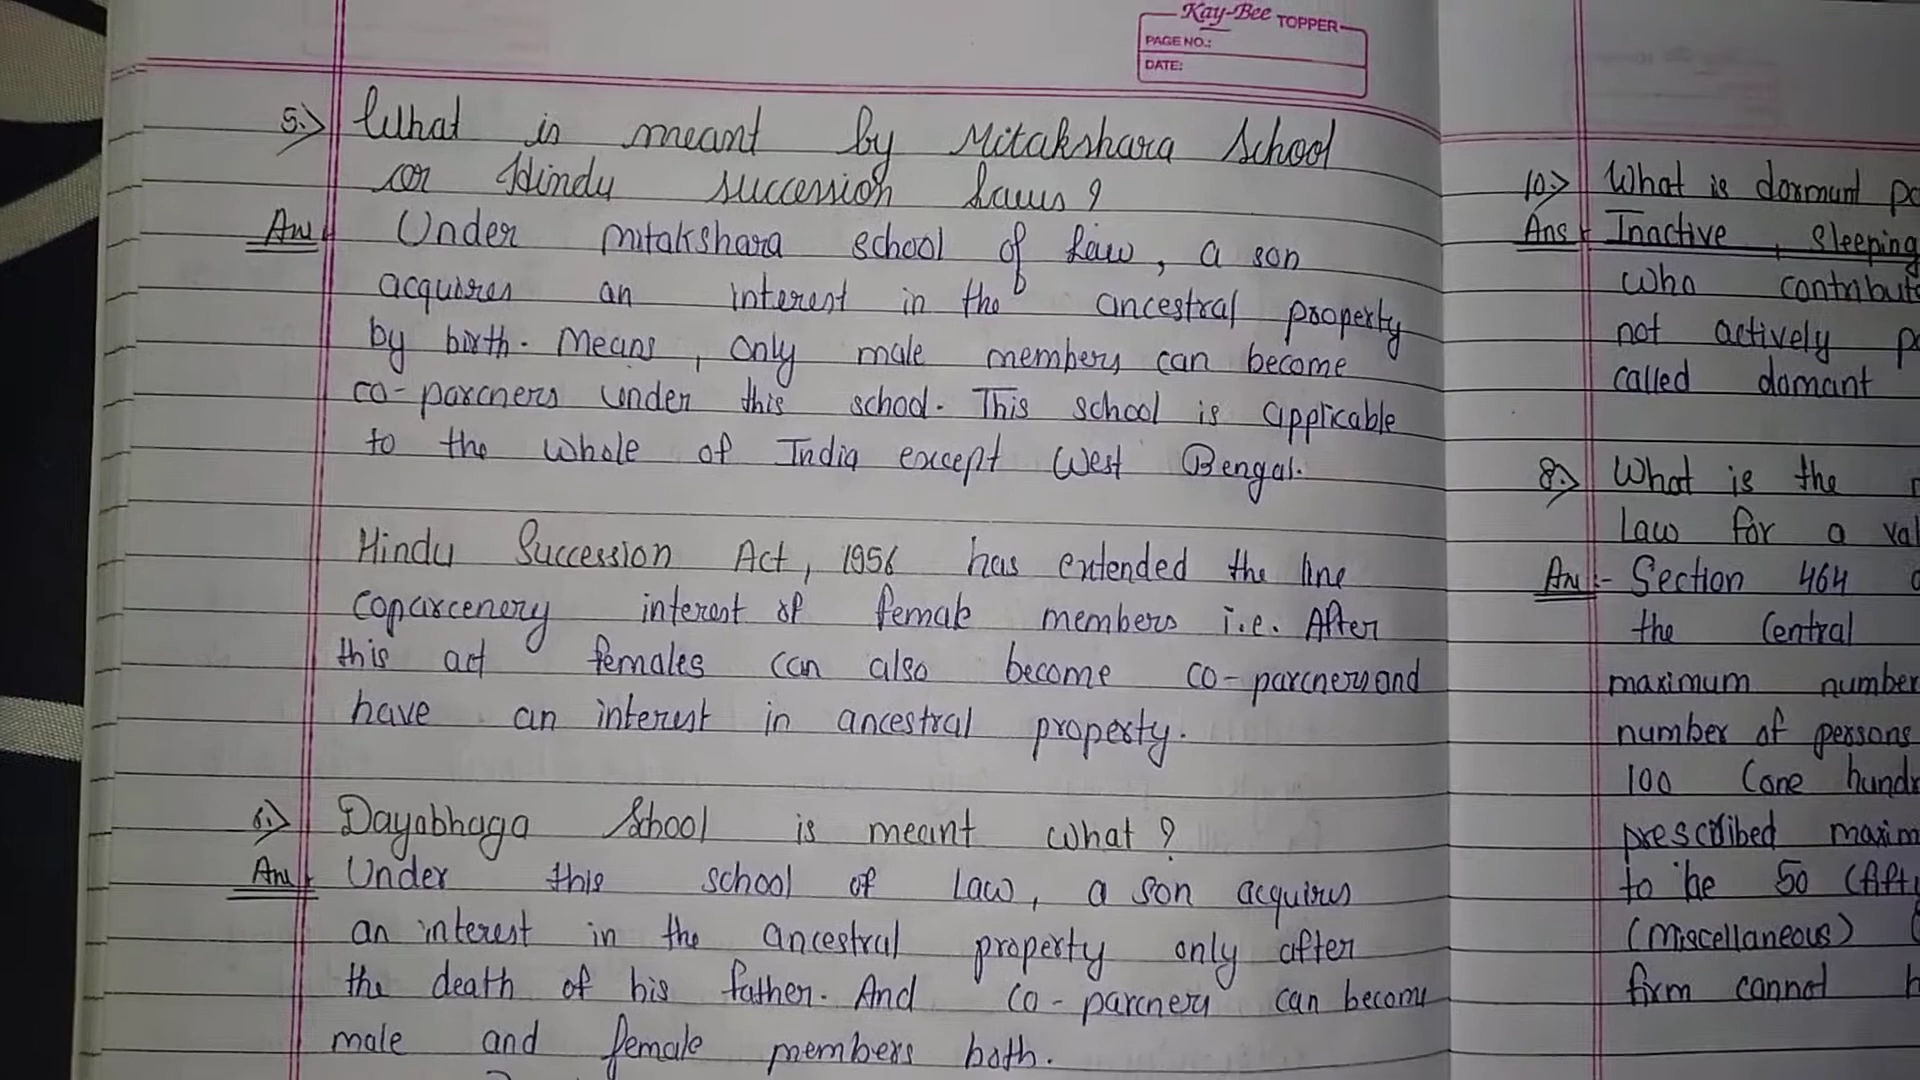 Kay-Bee TOPPER
PAGE NO.:
DATE:
5.> What is meant by Mitakshara School
or Hindu succession Laws ?
Ans Under mitakshara school of Law, a son
acquires an interest in the ancestral property
by birth. Means, only male members can become
co-parcners under this school. This school is applicable
to the whole of India except West Bengal.
Hindu Succession Act, 1956 has extended the line
coparcenery interest of female members i.e. After
this act females can also become co-parcnery and
have an interest in ancestral property.
6.> Dayabhaga School is meant what ?
Ans Under this school of Law, a son acquires
an interest in the ancestral property only after
the death of his father. And co-parcnery can become
male and female members both.
10.> What is dormunt
Ans Inactive, sleeping
who
not actively
called domant
8.> What is the
Law for a
Ans :- Section 464
the Central
maximum number
number of persons
100 (one
prescribed
to be 50
(Miscellaneous)
firm cannot